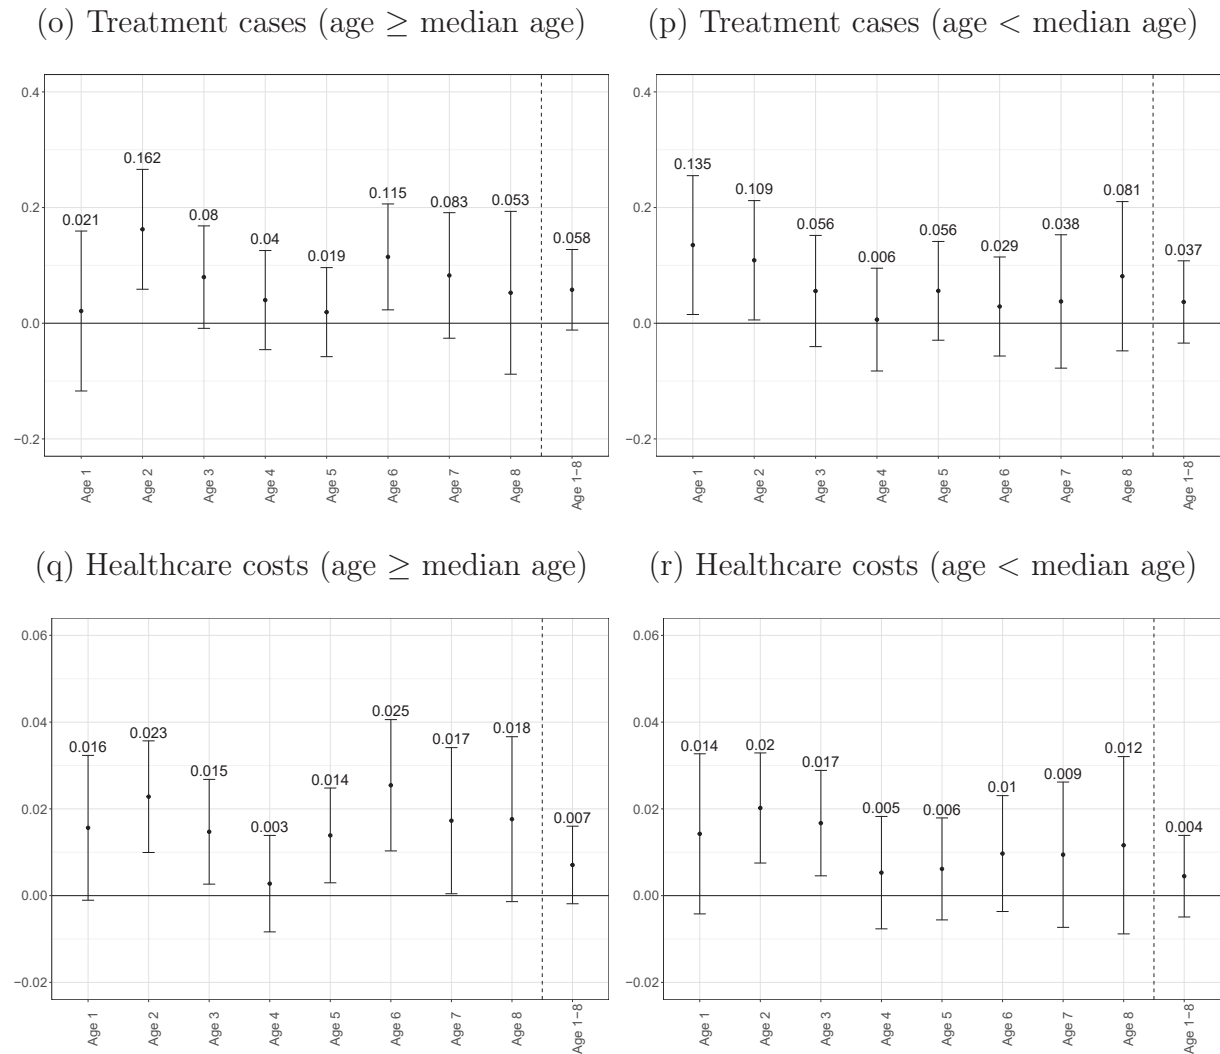 (o) Treatment cases (age ≥ median age)
0.4
0.2
0.0
−0.2
0.021
0.162
0.08
0.04
0.019
0.115
0.083
0.053
0.058
Age 1
Age 2
Age 3
Age 4
Age 5
Age 6
Age 7
Age 8
Age 1−8
(p) Treatment cases (age < median age)
0.4
0.2
0.0
−0.2
0.135
0.109
0.056
0.006
0.056
0.029
0.038
0.081
0.037
Age 1
Age 2
Age 3
Age 4
Age 5
Age 6
Age 7
Age 8
Age 1−8
(q) Healthcare costs (age ≥ median age)
0.06
0.04
0.02
0.00
−0.02
0.016
0.023
0.015
0.003
0.014
0.025
0.017
0.018
0.007
Age 1
Age 2
Age 3
Age 4
Age 5
Age 6
Age 7
Age 8
Age 1−8
(r) Healthcare costs (age < median age)
0.06
0.04
0.02
0.00
−0.02
0.014
0.02
0.017
0.005
0.006
0.01
0.009
0.012
0.004
Age 1
Age 2
Age 3
Age 4
Age 5
Age 6
Age 7
Age 8
Age 1−8